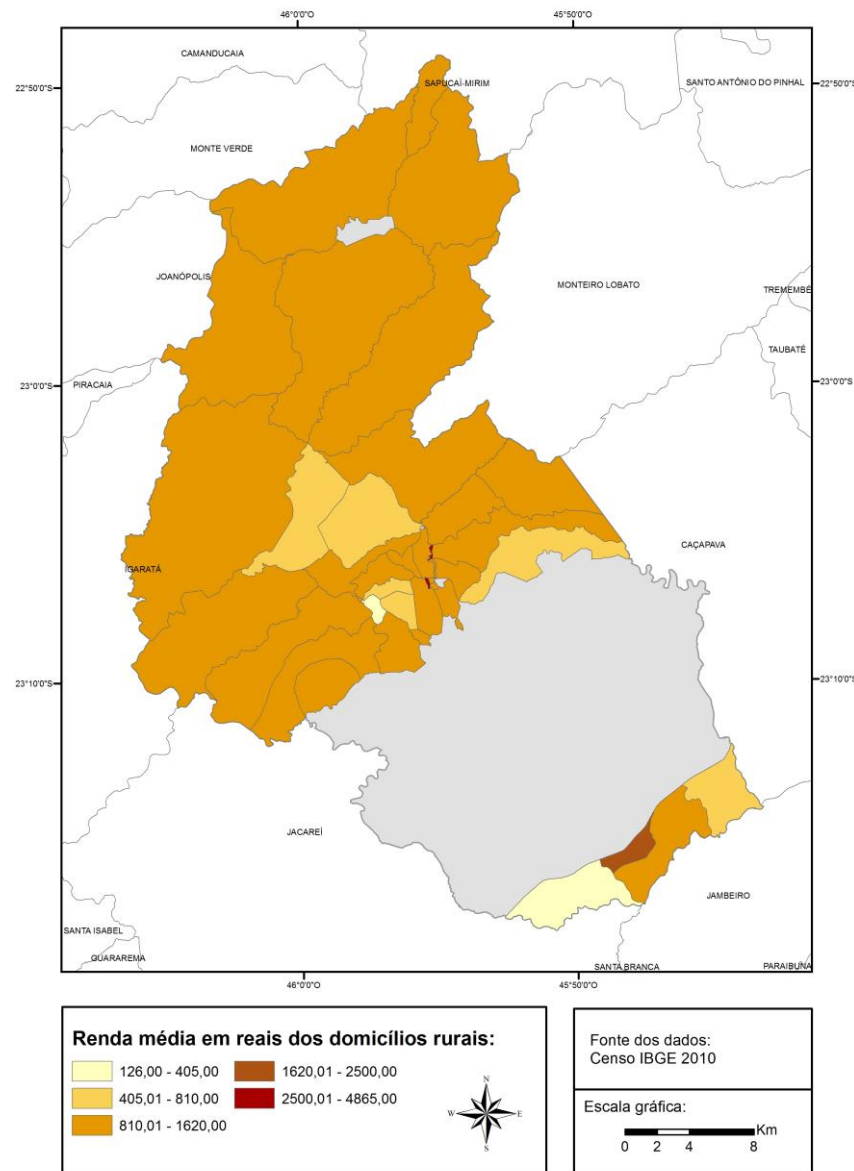 46°0'0"O
45°50'0"O
CAMANDUCAIA
SAPUCAÍ-MIRIM
SANTO ANTÔNIO DO PINHAL
22°50'0"S
22°50'0"S
MONTE VERDE
JOANÓPOLIS
MONTEIRO LOBATO
TREMEMBÉ
TAUBATÉ
PIRACAIA
23°0'0"S
23°0'0"S
CAÇAPAVA
IGARATÁ
23°10'0"S
23°10'0"S
JACAREÍ
JAMBEIRO
SANTA ISABEL
GUARAREMA
SANTA BRANCA
PARAIBUNA
46°0'0"O
45°50'0"O
Renda média em reais dos domicílios rurais:
126,00 - 405,00
1620,01 - 2500,00
405,01 - 810,00
2500,01 - 4865,00
810,01 - 1620,00
N
W
E
S
Fonte dos dados:
Censo IBGE 2010
Escala gráfica:
Km
0 2 4 8